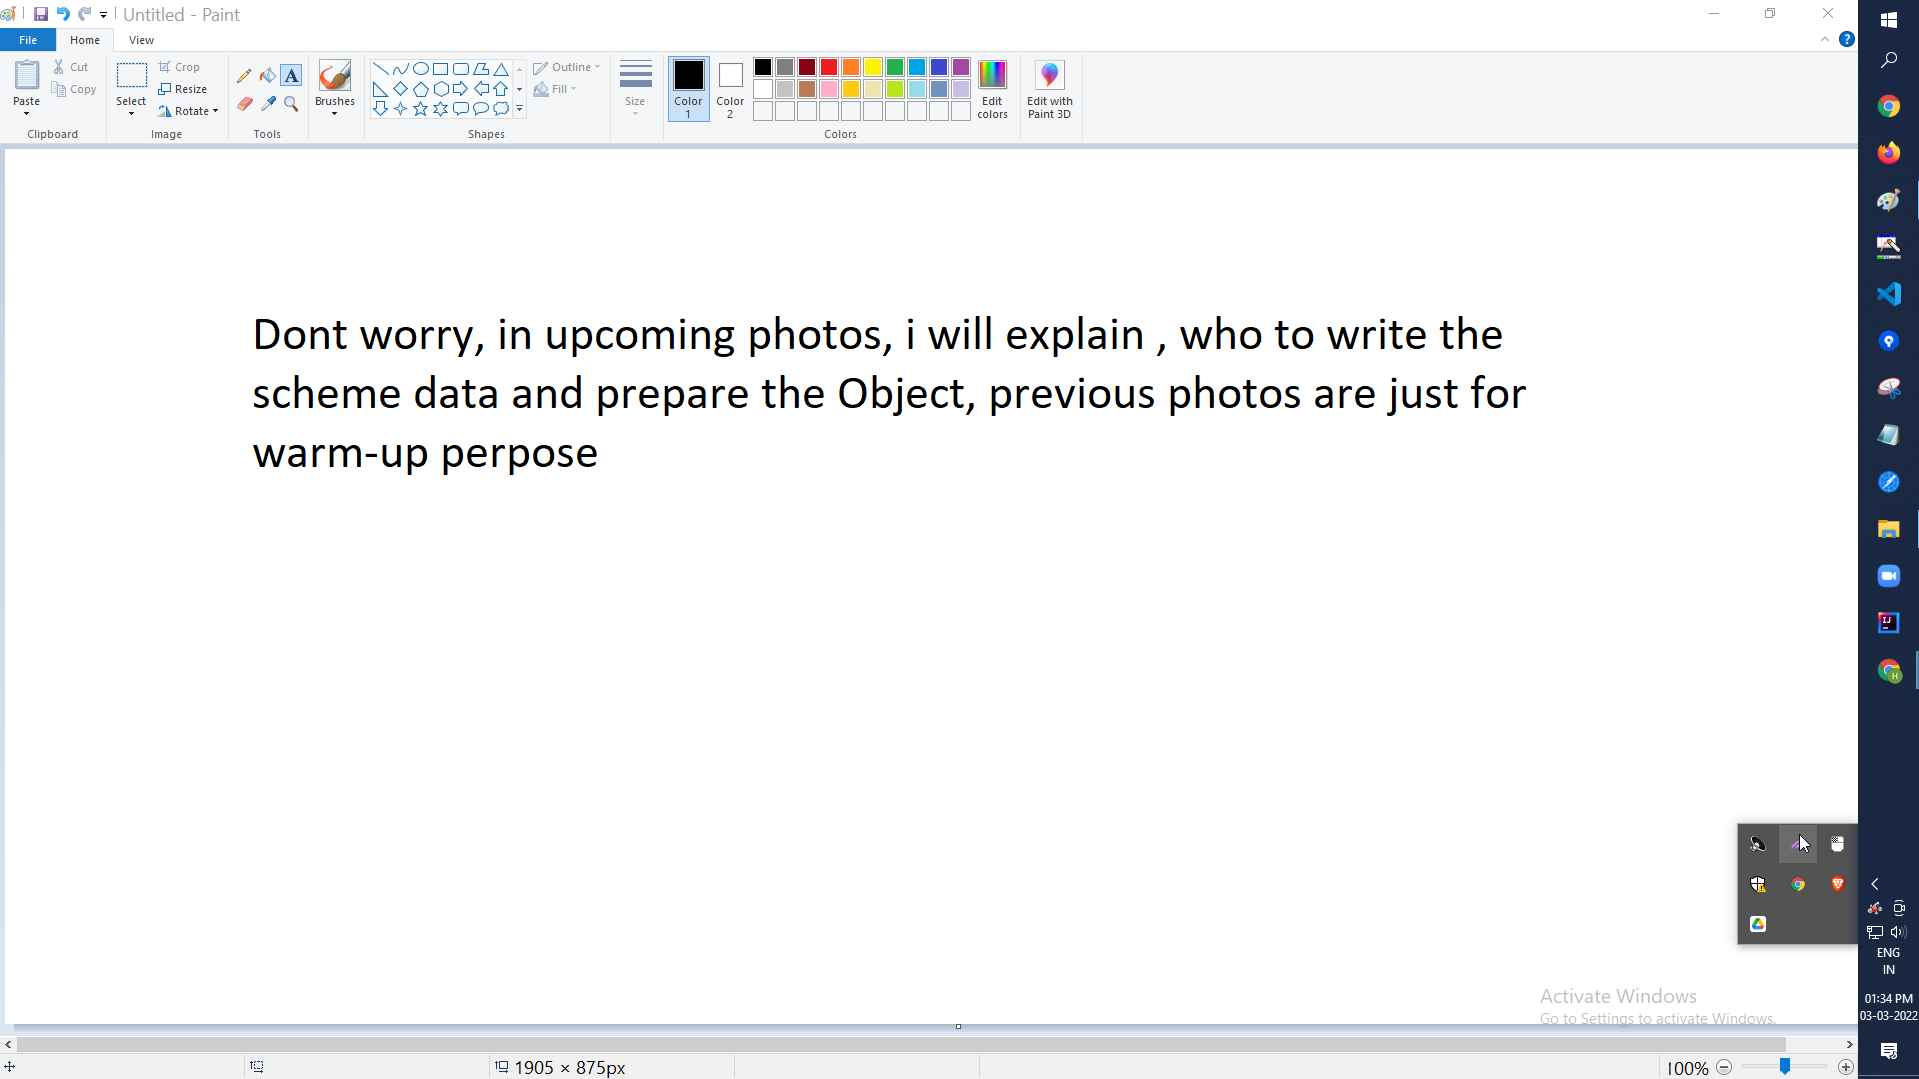 Untitled - Paint
File Home View
Paste Cut Copy Clipboard
Select Crop Resize Rotate Image
Tools
Brushes
Shapes Outline Fill
Size
Color 1 Color 2 Edit colors Colors
Edit with Paint 3D
Dont worry, in upcoming photos, i will explain , who to write the
scheme data and prepare the Object, previous photos are just for
warm-up perpose
Activate Windows
Go to Settings to activate Windows.
ENG
IN
01:34 PM
03-03-2022
1905 × 875px
100%